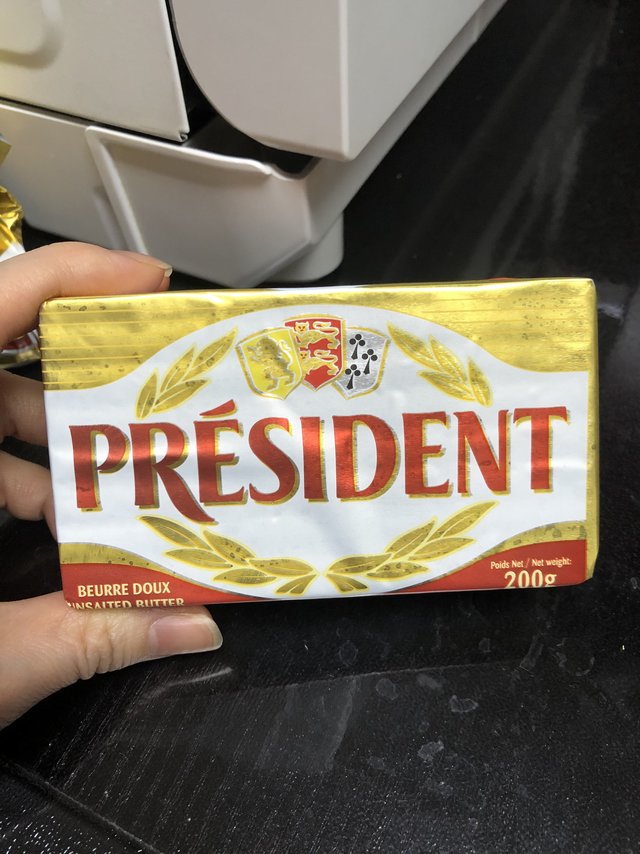 PRÉSIDENT
BEURRE DOUX
UNSALTED BUTTER
Poids Net / Net weight:
200g